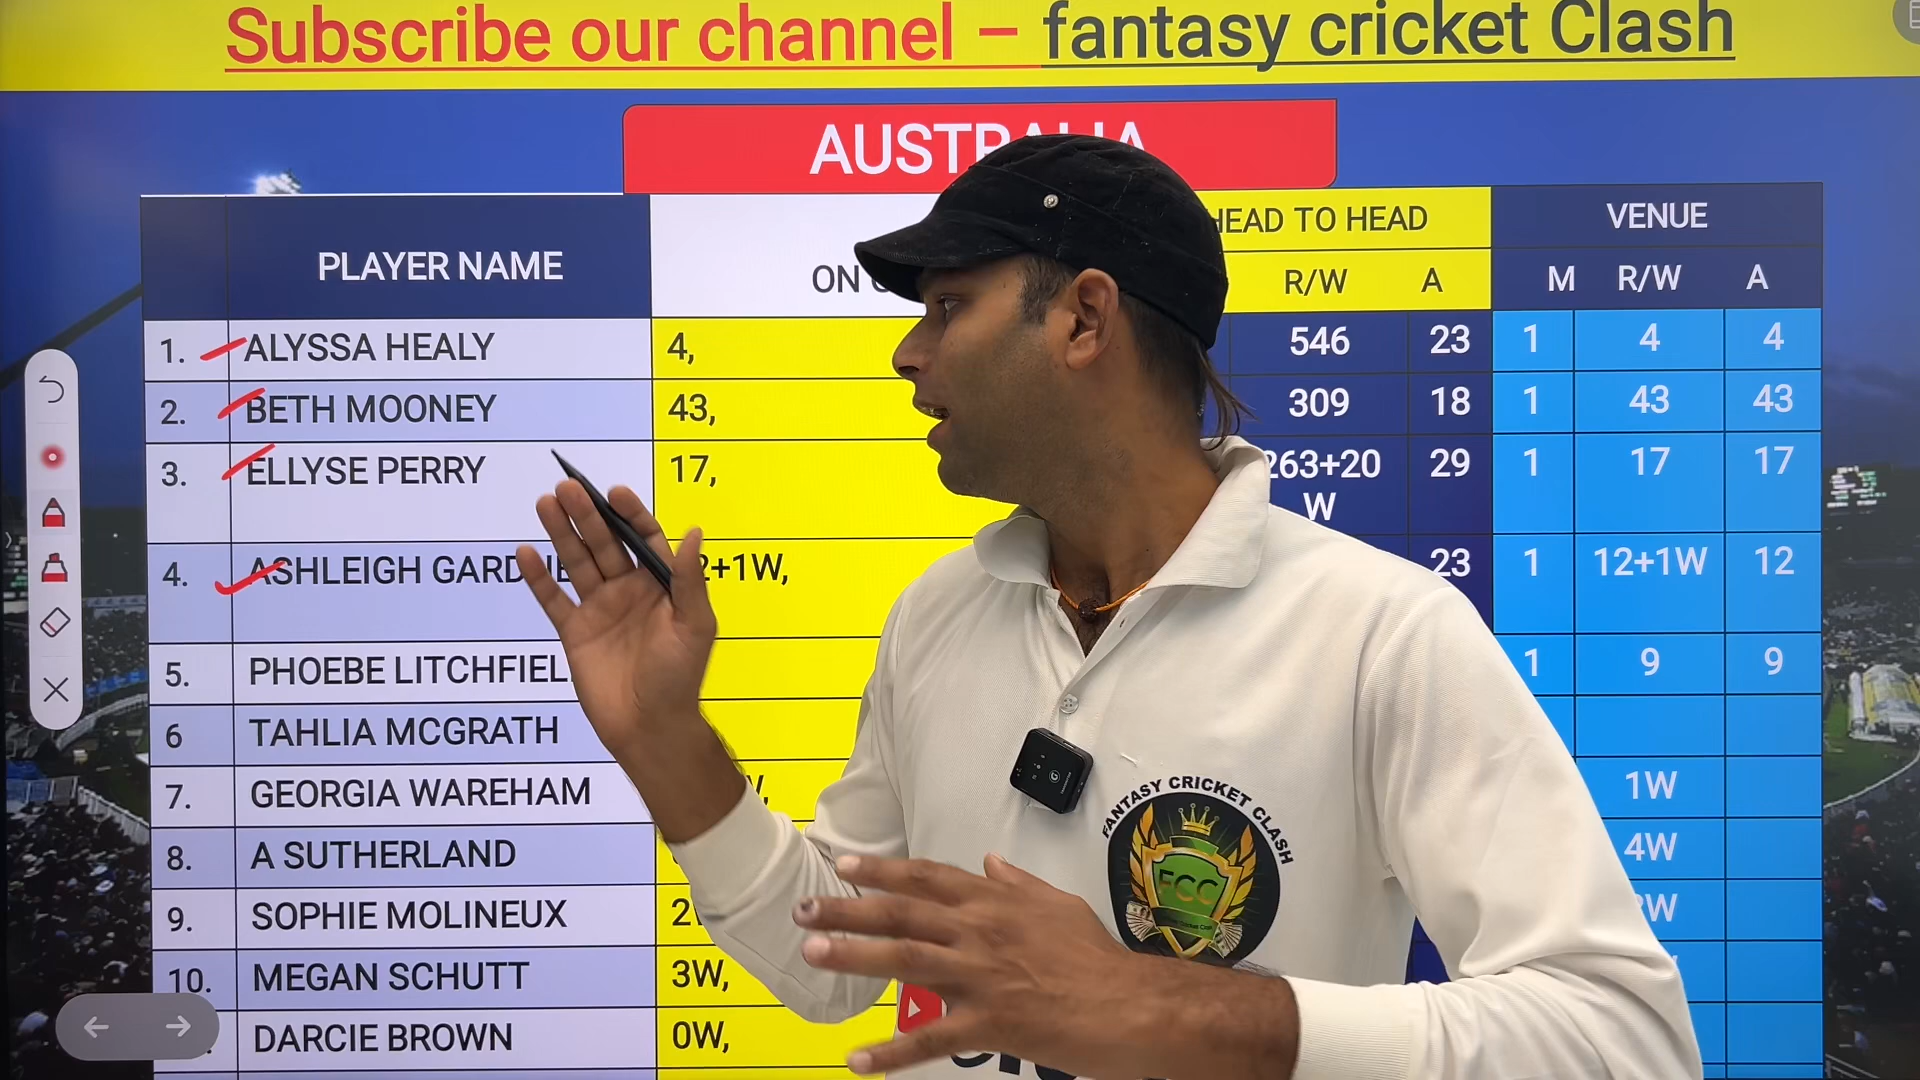 Subscribe our channel – fantasy cricket Clash
AUSTRALIA
PLAYER NAME
ON
HEAD TO HEAD
VENUE
R/W A
M R/W A
1. ALYSSA HEALY 4, 546 23 1 4 4
2. BETH MOONEY 43, 309 18 1 43 43
3. ELLYSE PERRY 17, 263+20 W 29 1 17 17
4. ASHLEIGH 2+1W, 23 1 12+1W 12
5. PHOEBE 1 9 9
6 TAHLIA MCGRATH
7. GEORGIA WAREHAM 1W
8. A SUTHERLAND 4W
9. SOPHIE MOLINEUX
10. MEGAN SCHUTT 3W,
DARCIE BROWN 0W,
FANTASY CRICKET CLASH
FCC